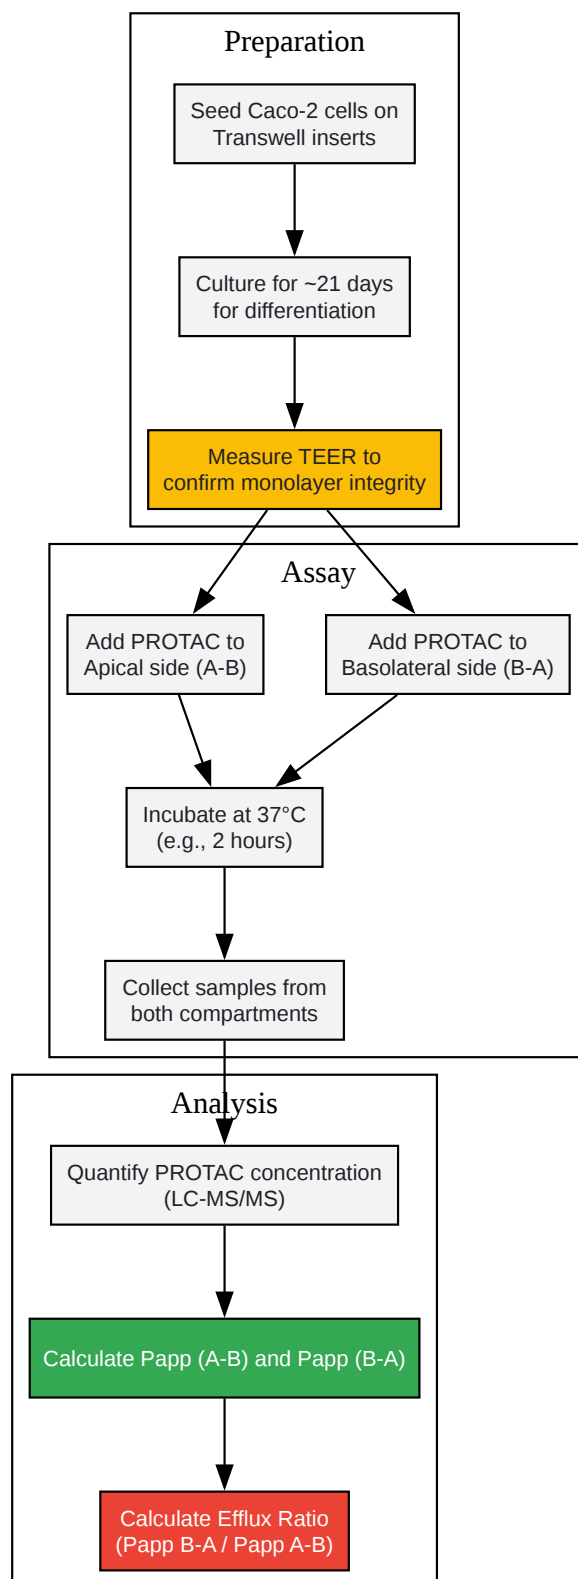 Preparation
Seed Caco-2 cells on
Transwell inserts
Culture for ~21 days
for differentiation
Measure TEER to
confirm monolayer integrity
Assay
Add PROTAC to
Apical side (A-B)
Add PROTAC to
Basolateral side (B-A)
Incubate at 37°C
(e.g., 2 hours)
Collect samples from
both compartments
Analysis
Quantify PROTAC concentration
(LC-MS/MS)
Calculate Papp (A-B) and Papp (B-A)
Calculate Efflux Ratio
(Papp B-A / Papp A-B)